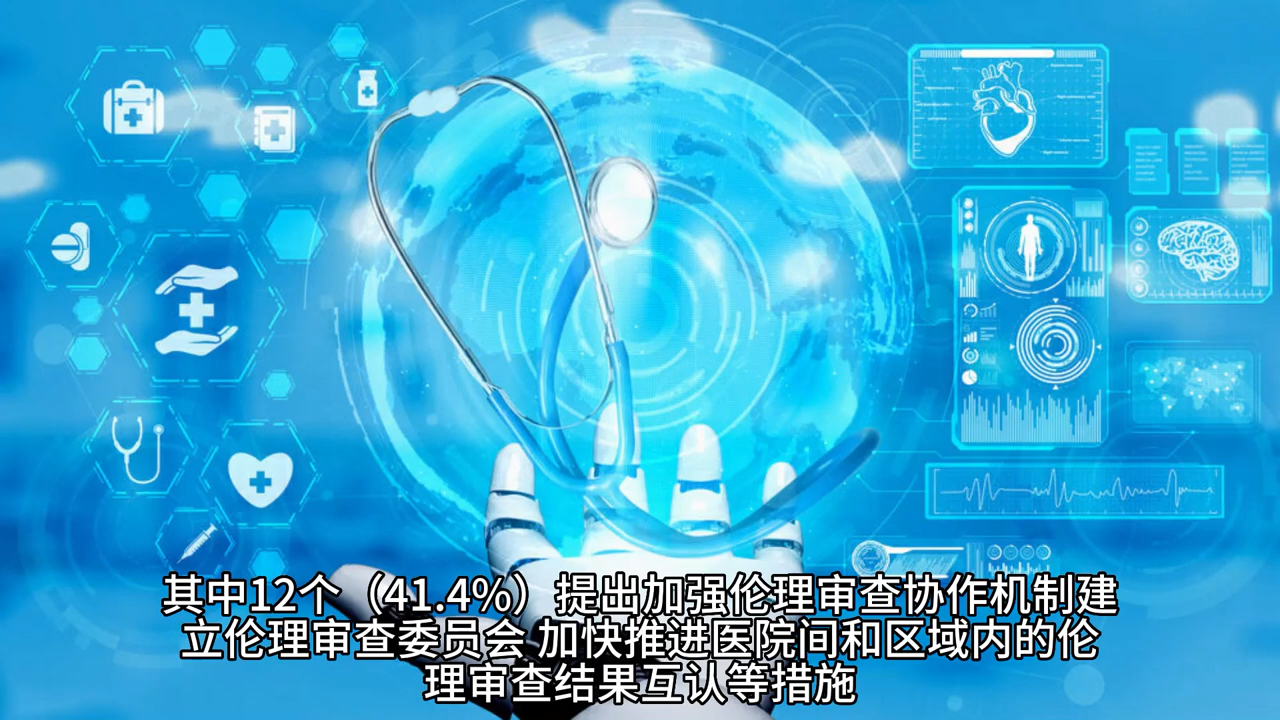 其中12个（41.4%）提出加强伦理审查协作机制建
立伦理审查委员会 加快推进医院间和区域内的伦
理审查结果互认等措施